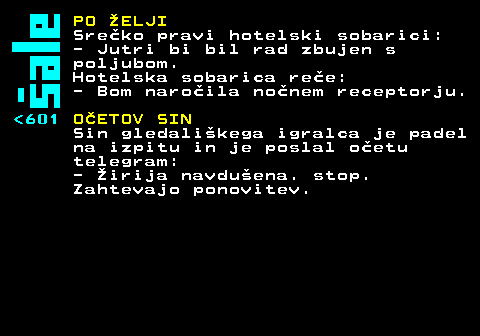 šale
PO ŽELJI
Srečko pravi hotelski sobarici:
- Jutri bi bil rad zbujen s
poljubom.
Hotelska sobarica reče:
- Bom naročila nočnem receptorju.
<601 OČETOV SIN
Sin gledališkega igralca je padel
na izpitu in je poslal očetu
telegram:
- Žirija navdušena. stop.
Zahtevajo ponovitev.